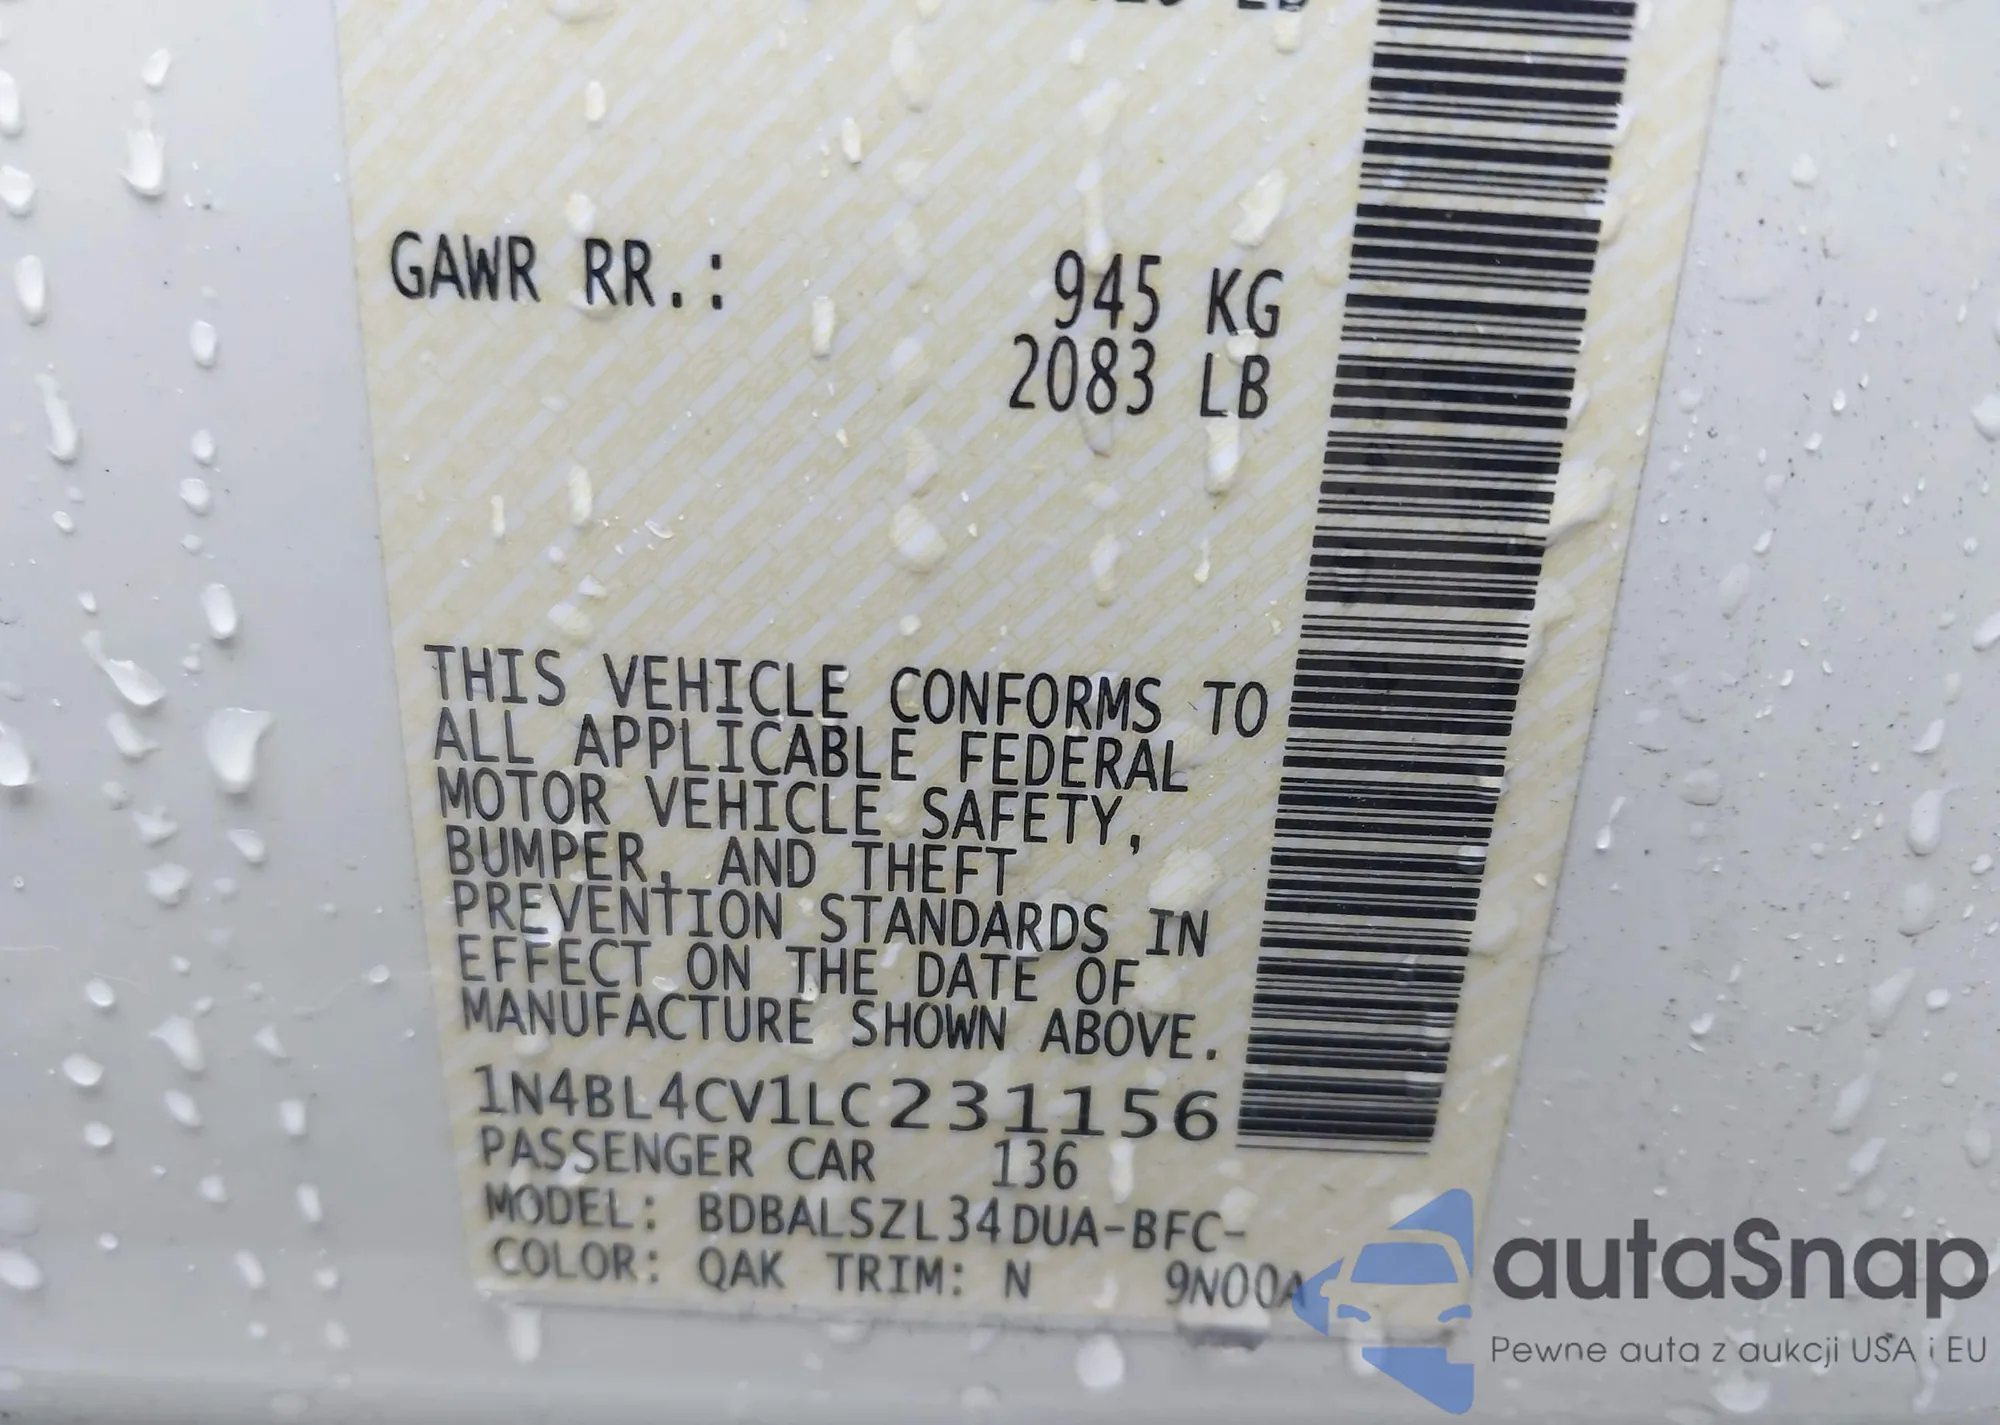 GAWR RR.: 945 KG
2083 LB
THIS VEHICLE CONFORMS TO
ALL APPLICABLE FEDERAL
MOTOR VEHICLE SAFETY,
BUMPER, AND THEFT
PREVENTION STANDARDS IN
EFFECT ON THE DATE OF
MANUFACTURE SHOWN ABOVE.
1N4BL4CV1LC231156
PASSENGER CAR 136
MODEL: BDBALSZL34DUA-BFC-
COLOR: QAK TRIM: N 9N00A
autaSnap
Pewne auta z aukcji USA i EU